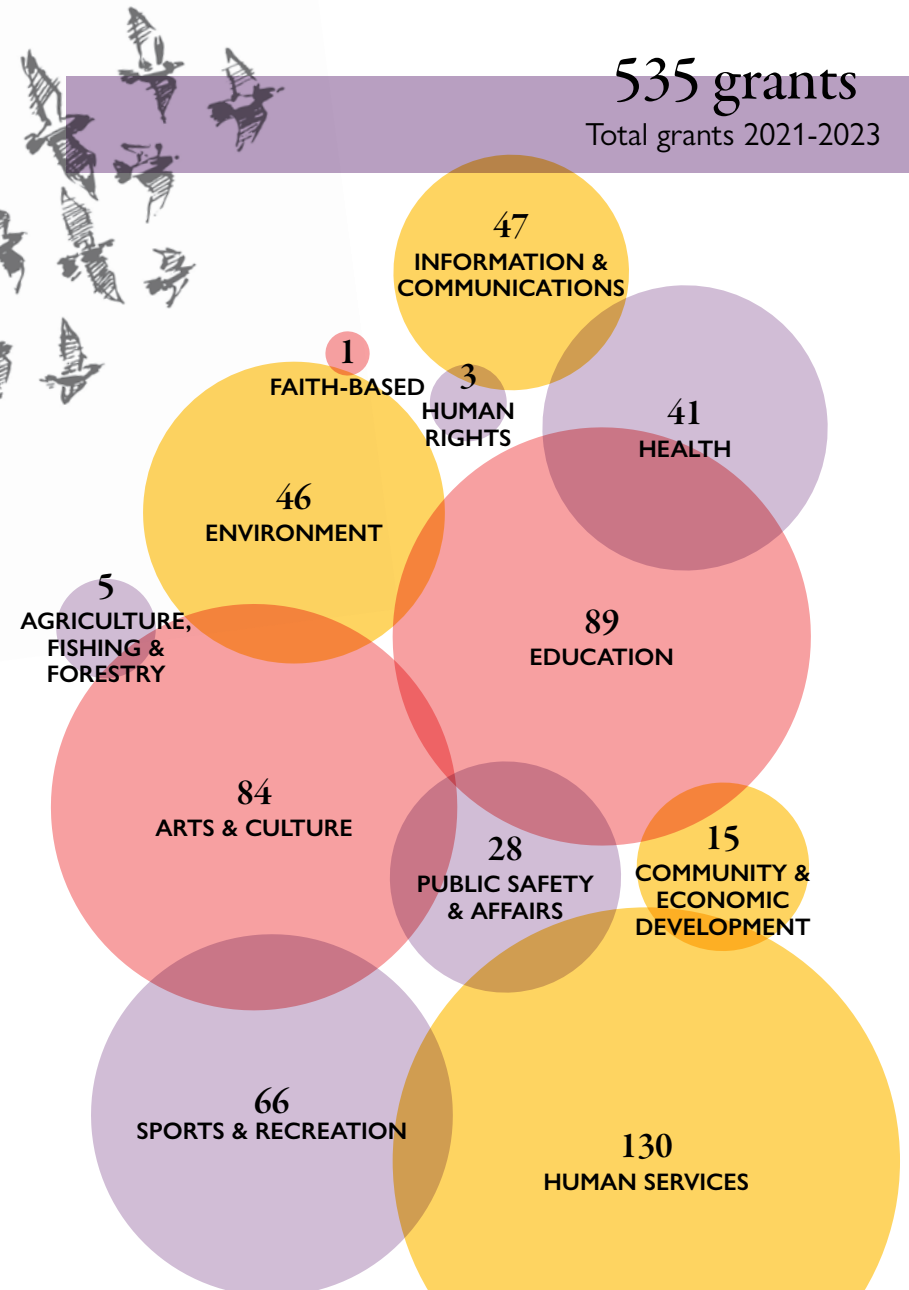 535 grants
Total grants 2021-2023
47
INFORMATION &
COMMUNICATIONS
1
FAITH-BASED
3
HUMAN
RIGHTS
41
HEALTH
46
ENVIRONMENT
5
AGRICULTURE,
FISHING &
FORESTRY
89
EDUCATION
84
ARTS & CULTURE
28
PUBLIC SAFETY
& AFFAIRS
15
COMMUNITY &
ECONOMIC
DEVELOPMENT
66
SPORTS & RECREATION
130
HUMAN SERVICES